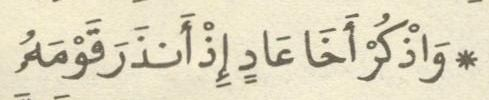 * وَاذْكُرْ أَخَا عَادٍ إِذْ أَنذَرَ قَوْمَهُ